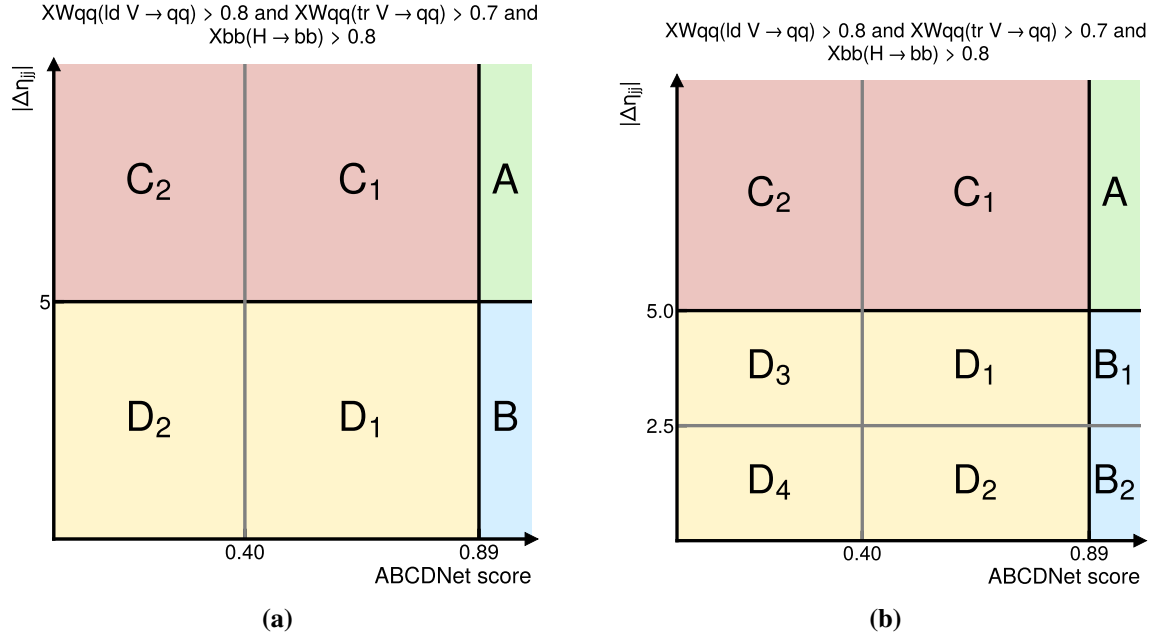 XWqq(ld V → qq) > 0.8 and XWqq(tr V → qq) > 0.7 and
Xbb(H → bb) > 0.8
|Δηjj|
C2
C1
A
5
D2
D1
B
0.40
0.89
ABCDNet score
(a)
XWqq(ld V → qq) > 0.8 and XWqq(tr V → qq) > 0.7 and
Xbb(H → bb) > 0.8
|Δηjj|
C2
C1
A
5.0
D3
D1
B1
2.5
D4
D2
B2
0.40
0.89
ABCDNet score
(b)